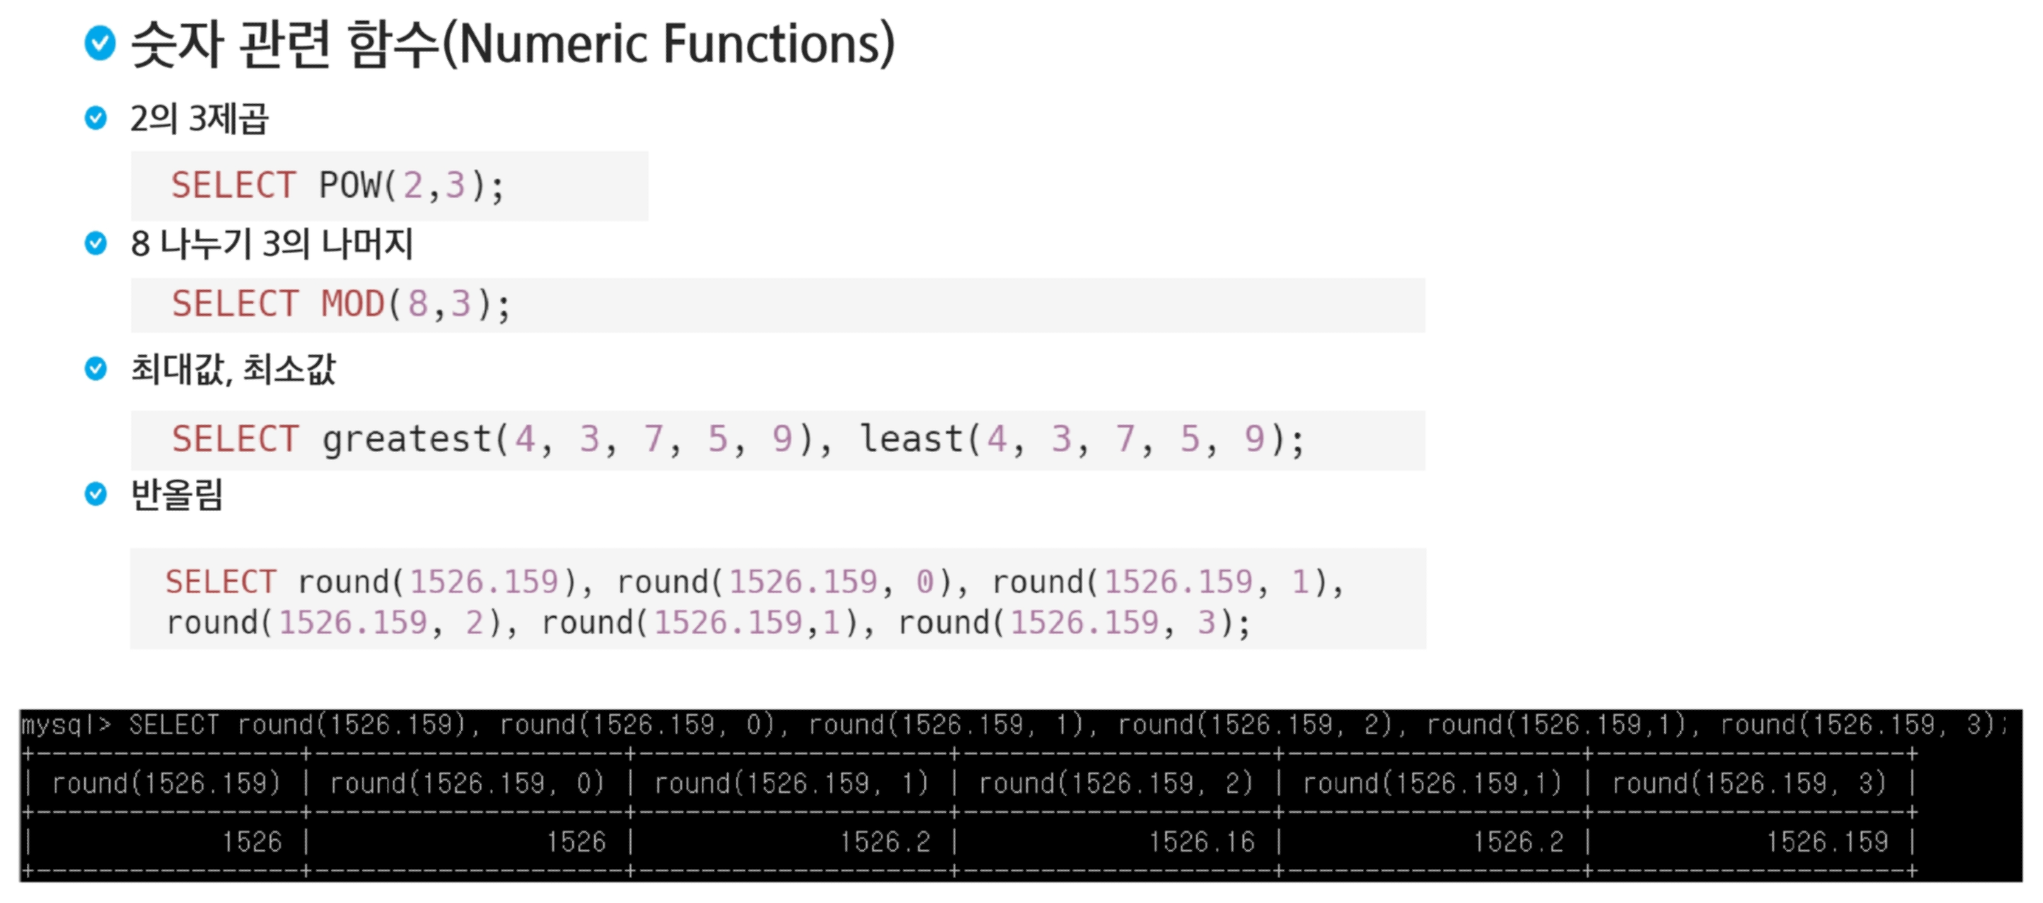 숫자 관련 함수(Numeric Functions)
2의 3제곱
SELECT POW(2,3);
8 나누기 3의 나머지
SELECT MOD(8,3);
최대값, 최소값
SELECT greatest(4, 3, 7, 5, 9), least(4, 3, 7, 5, 9);
반올림
SELECT round(1526.159), round(1526.159, 0), round(1526.159, 1),
round(1526.159, 2), round(1526.159,1), round(1526.159, 3);
mysql> SELECT round(1526.159), round(1526.159, 0), round(1526.159, 1), round(1526.159, 2), round(1526.159,1), round(1526.159, 3);
| round(1526.159) | round(1526.159, 0) | round(1526.159, 1) | round(1526.159, 2) | round(1526.159,1) | round(1526.159, 3) |
| 1526 | 1526 | 1526.2 | 1526.16 | 1526.2 | 1526.159 |